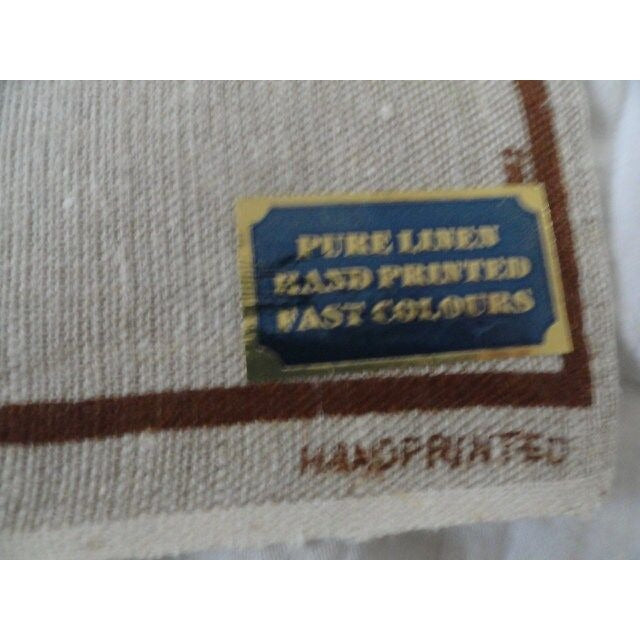 PURE LINEN
HAND PRINTED
FAST COLOURS
HANDPRINTED